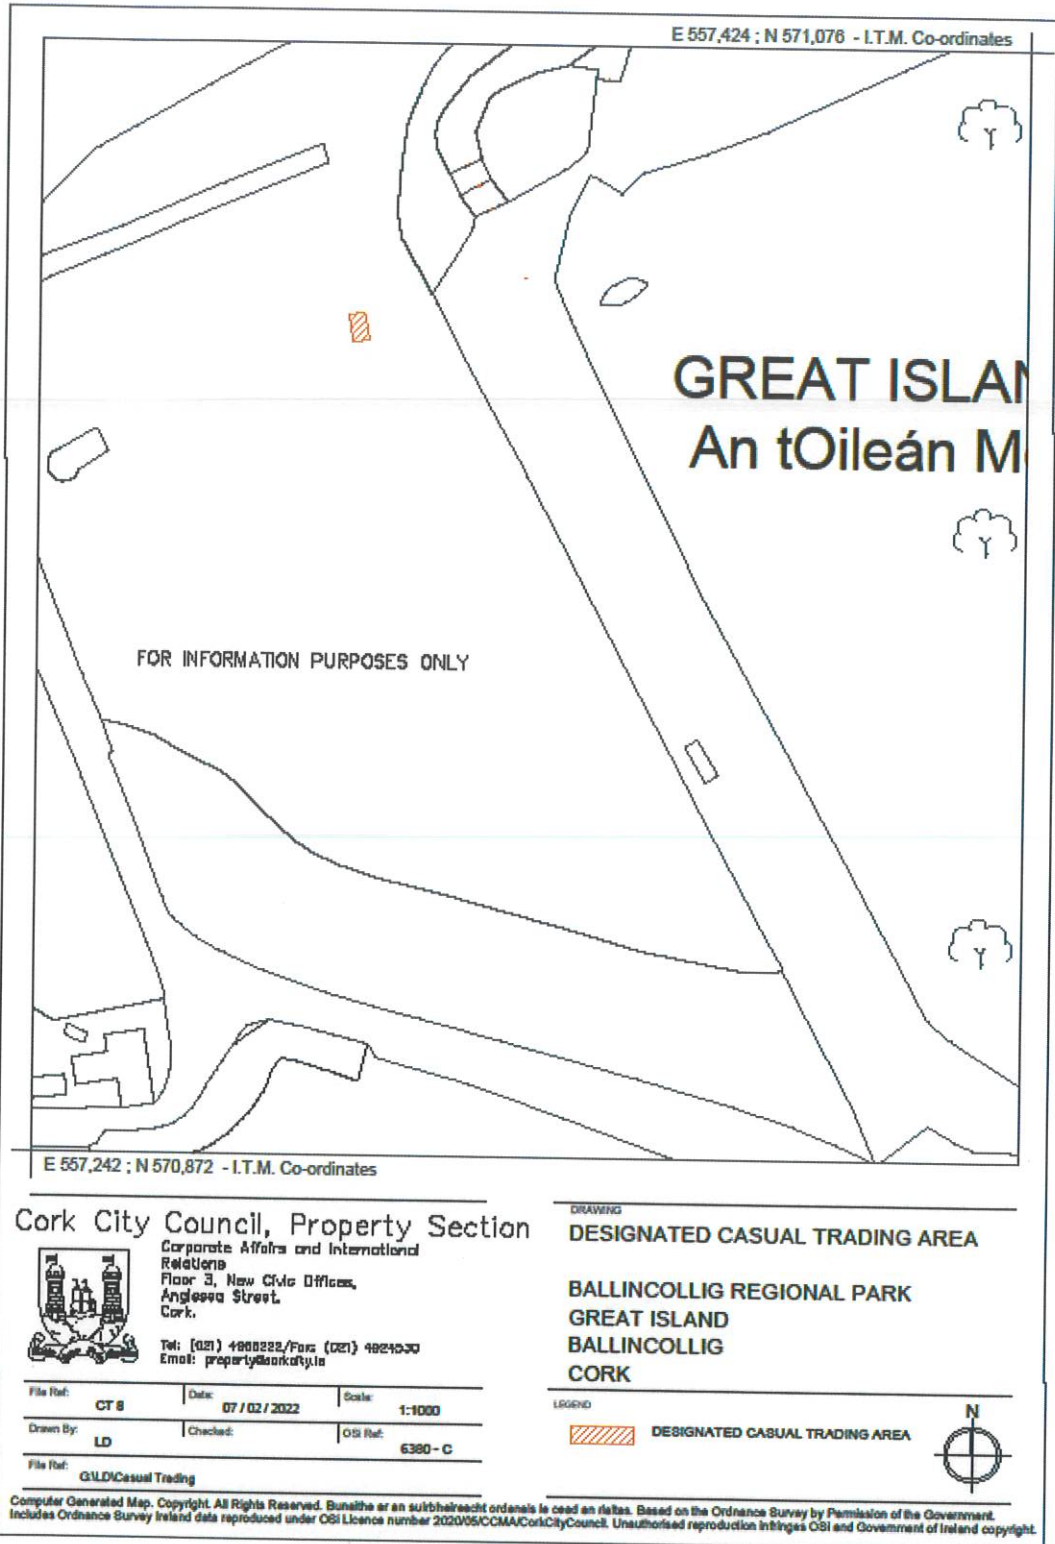 E 557,424 ; N 571,076 - I.T.M. Co-ordinates
GREAT ISLAN
An tOileán M
FOR INFORMATION PURPOSES ONLY
E 557,242 ; N 570,872 - I.T.M. Co-ordinates
Cork City Council, Property Section
Corporate Affairs and International
Relations
Floor 3, New Civic Offices,
Anglesea Street.
Cork.
Email: property@corkcity.ie
File Ref: CT 8 Date: 07 / 02 / 2022 Scale: 1:1000
Drawn By: LD Checked: OSi Ref: 6380 - C
File Ref: G:\LD\Casual Trading
DRAWING
DESIGNATED CASUAL TRADING AREA
BALLINCOLLIG REGIONAL PARK
GREAT ISLAND
BALLINCOLLIG
CORK
LEGEND
DESIGNATED CASUAL TRADING AREA
N
Computer Generated Map. Copyright. All Rights Reserved. Based on the Ordnance Survey by Permission of the Government.
Includes Ordnance Survey Ireland data reproduced under OSi Licence number 2020/05/CCMA/CorkCityCouncil. Unauthorised reproduction infringes OSi and Government of Ireland copyright.